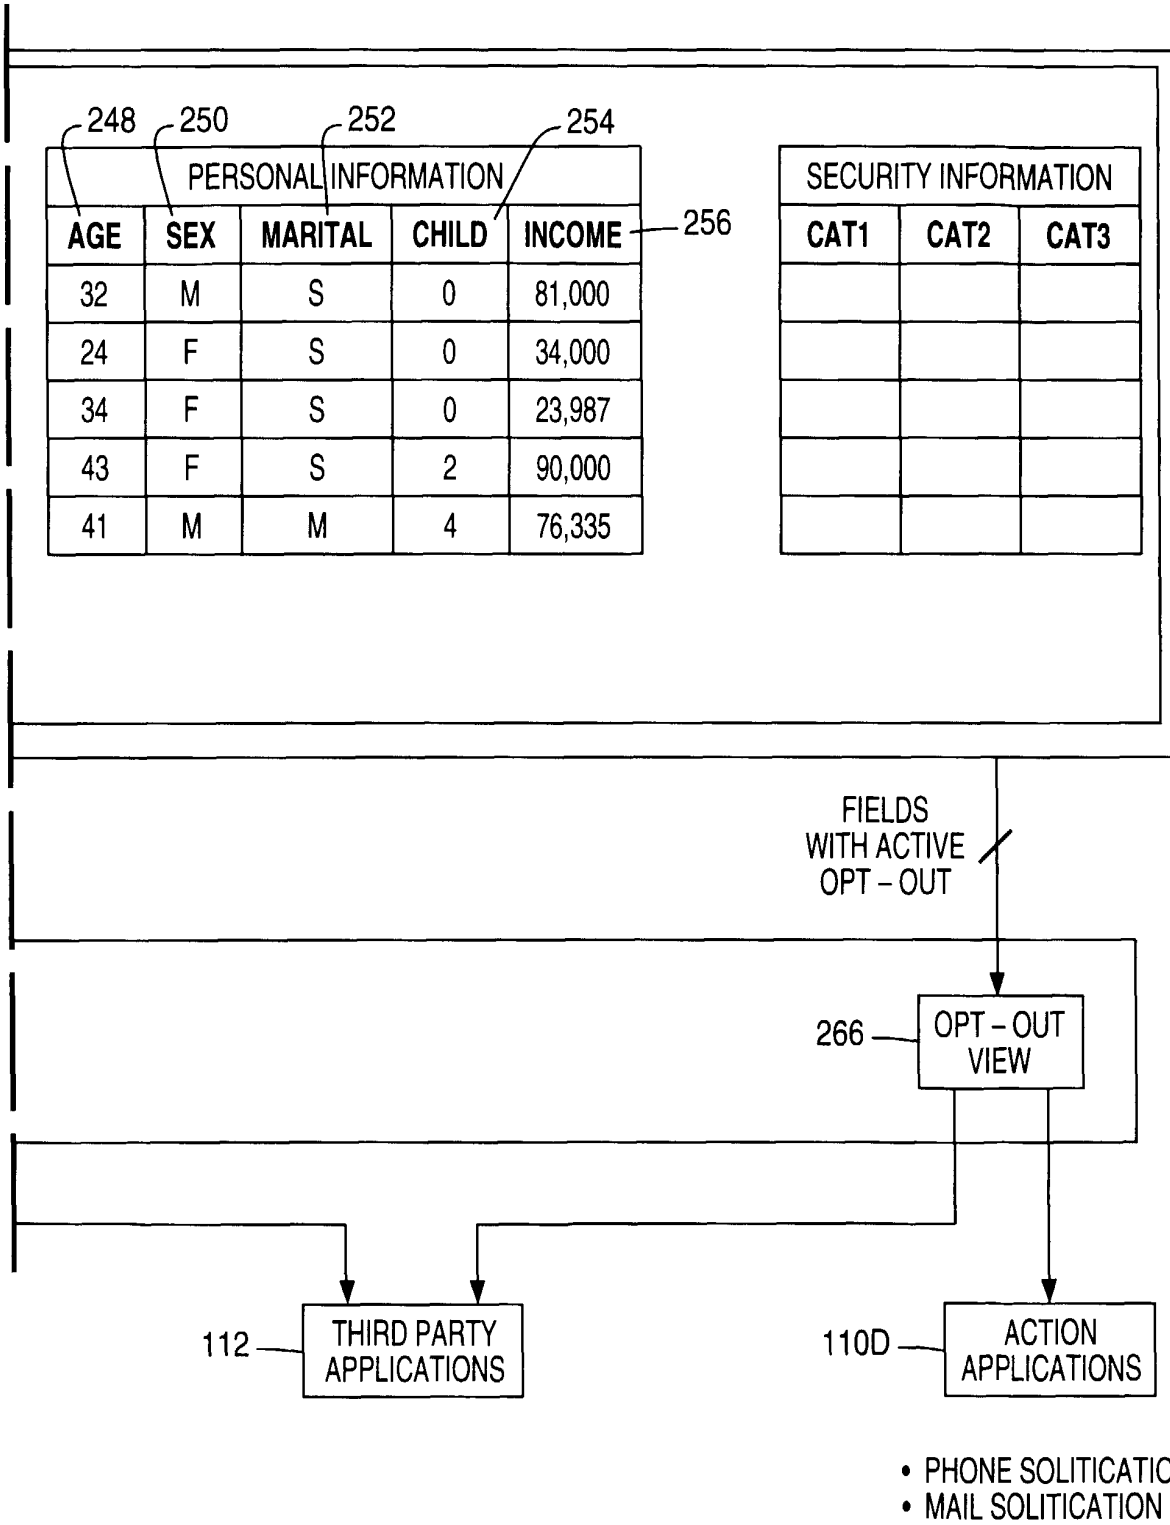 248 250 252 254
PERSONAL INFORMATION
AGE SEX MARITAL CHILD INCOME 256
32 M S 0 81,000
24 F S 0 34,000
34 F S 0 23,987
43 F S 2 90,000
41 M M 4 76,335
SECURITY INFORMATION
CAT1 CAT2 CAT3
FIELDS
WITH ACTIVE
OPT – OUT
266
OPT – OUT
VIEW
112
THIRD PARTY
APPLICATIONS
110D
ACTION
APPLICATIONS
• PHONE SOLITICATIO
• MAIL SOLITICATION